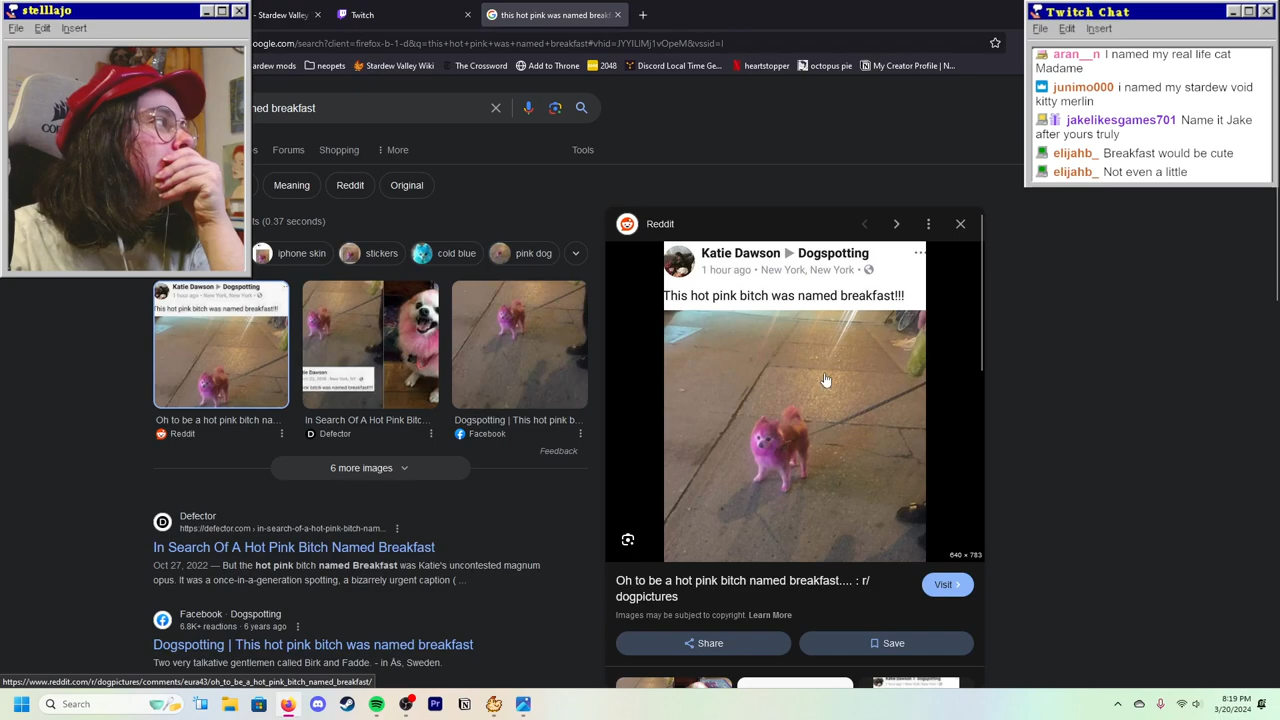 stelllajo
File Edit Insert
- Stardew Valley
this hot pink was named break
google.com/search
d&q=this+hot+pink+was+named+breakfast#vhid=JYYILlMj1vOpeM&vssid=l
ardew mods
Valley Wiki
The Creature
Add to Throne
2048
Discord Local Time Ge...
heartstopper
octopus pie
My Creator Profile | N...
ned breakfast
Forums Shopping More
Tools
Meaning Reddit Original
ts (0.37 seconds)
iphone skin stickers cold blue pink dog
Katie Dawson ▶ Dogspotting
1 hour ago • New York, New York •
This hot pink bitch was named breakfast!!!
Oh to be a hot pink bitch na...
Reddit
In Search Of A Hot Pink Bitc...
Defector
Dogspotting | This hot pink b...
Facebook
Feedback
6 more images
Defector
https://defector.com › in-search-of-a-hot-pink-bitch-nam...
In Search Of A Hot Pink Bitch Named Breakfast
Oct 27, 2022 — But the hot pink bitch named Breakfast was Katie's uncontested magnum
opus. It was a once-in-a-generation spotting, a bizarrely urgent caption ( ...
Facebook · Dogspotting
6.8K+ reactions · 6 years ago
Dogspotting | This hot pink bitch was named breakfast
Two very talkative gentlemen called Birk and Fadde. - in Ås, Sweden.
https://www.reddit.com/r/dogpictures/comments/eura43/oh_to_be_a_hot_pink_bitch_named_breakfast/
Reddit
Katie Dawson ▶ Dogspotting
1 hour ago • New York, New York •
This hot pink bitch was named breakfast!!!
640 × 783
Oh to be a hot pink bitch named breakfast.... : r/
dogpictures
Visit
Images may be subject to copyright. Learn More
Share
Save
Twitch Chat
File Edit Insert
aran__n I named my real life cat
Madame
junimo000 i named my stardew void
kitty merlin
jakelikesgames701 Name it Jake
after yours truly
elijahb_ Breakfast would be cute
elijahb_ Not even a little
Search
8:19 PM
3/20/2024